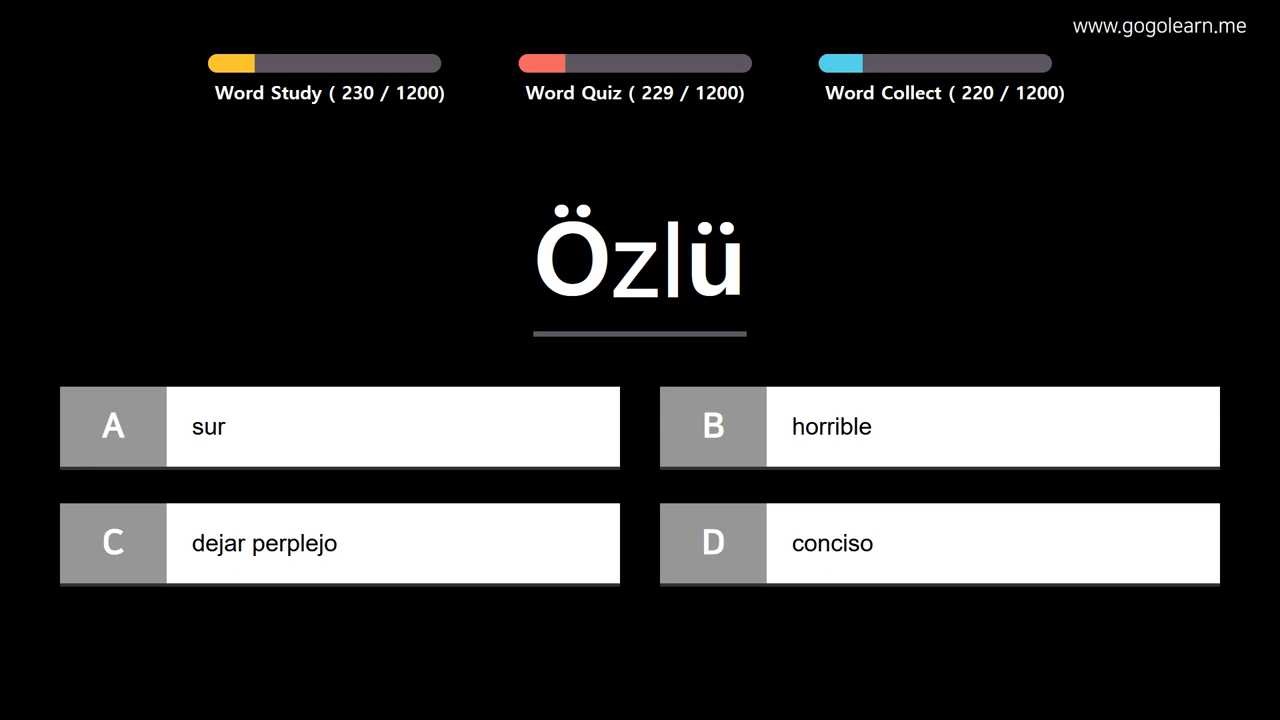 www.gogolearn.me
Word Study ( 230 / 1200)
Word Quiz ( 229 / 1200)
Word Collect ( 220 / 1200)
Özlü
A sur
B horrible
C dejar perplejo
D conciso